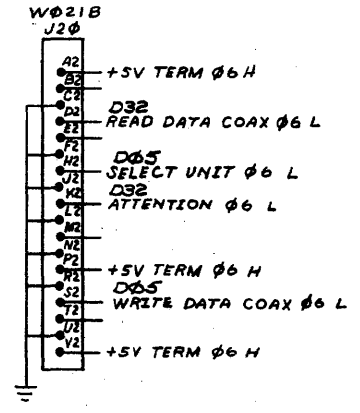 WØ21B
J2Ø
A2
+5V TERM Ø6 H
B2
C2
D32
D2
READ DATA COAX Ø6 L
E2
F2
DØ5
H2
SELECT UNIT Ø6 L
J2
D32
K2
ATTENTION Ø6 L
L2
M2
N2
P2
+5V TERM Ø6 H
R2
DØ5
S2
WRITE DATA COAX Ø6 L
T2
U2
V2
+5V TERM Ø6 H